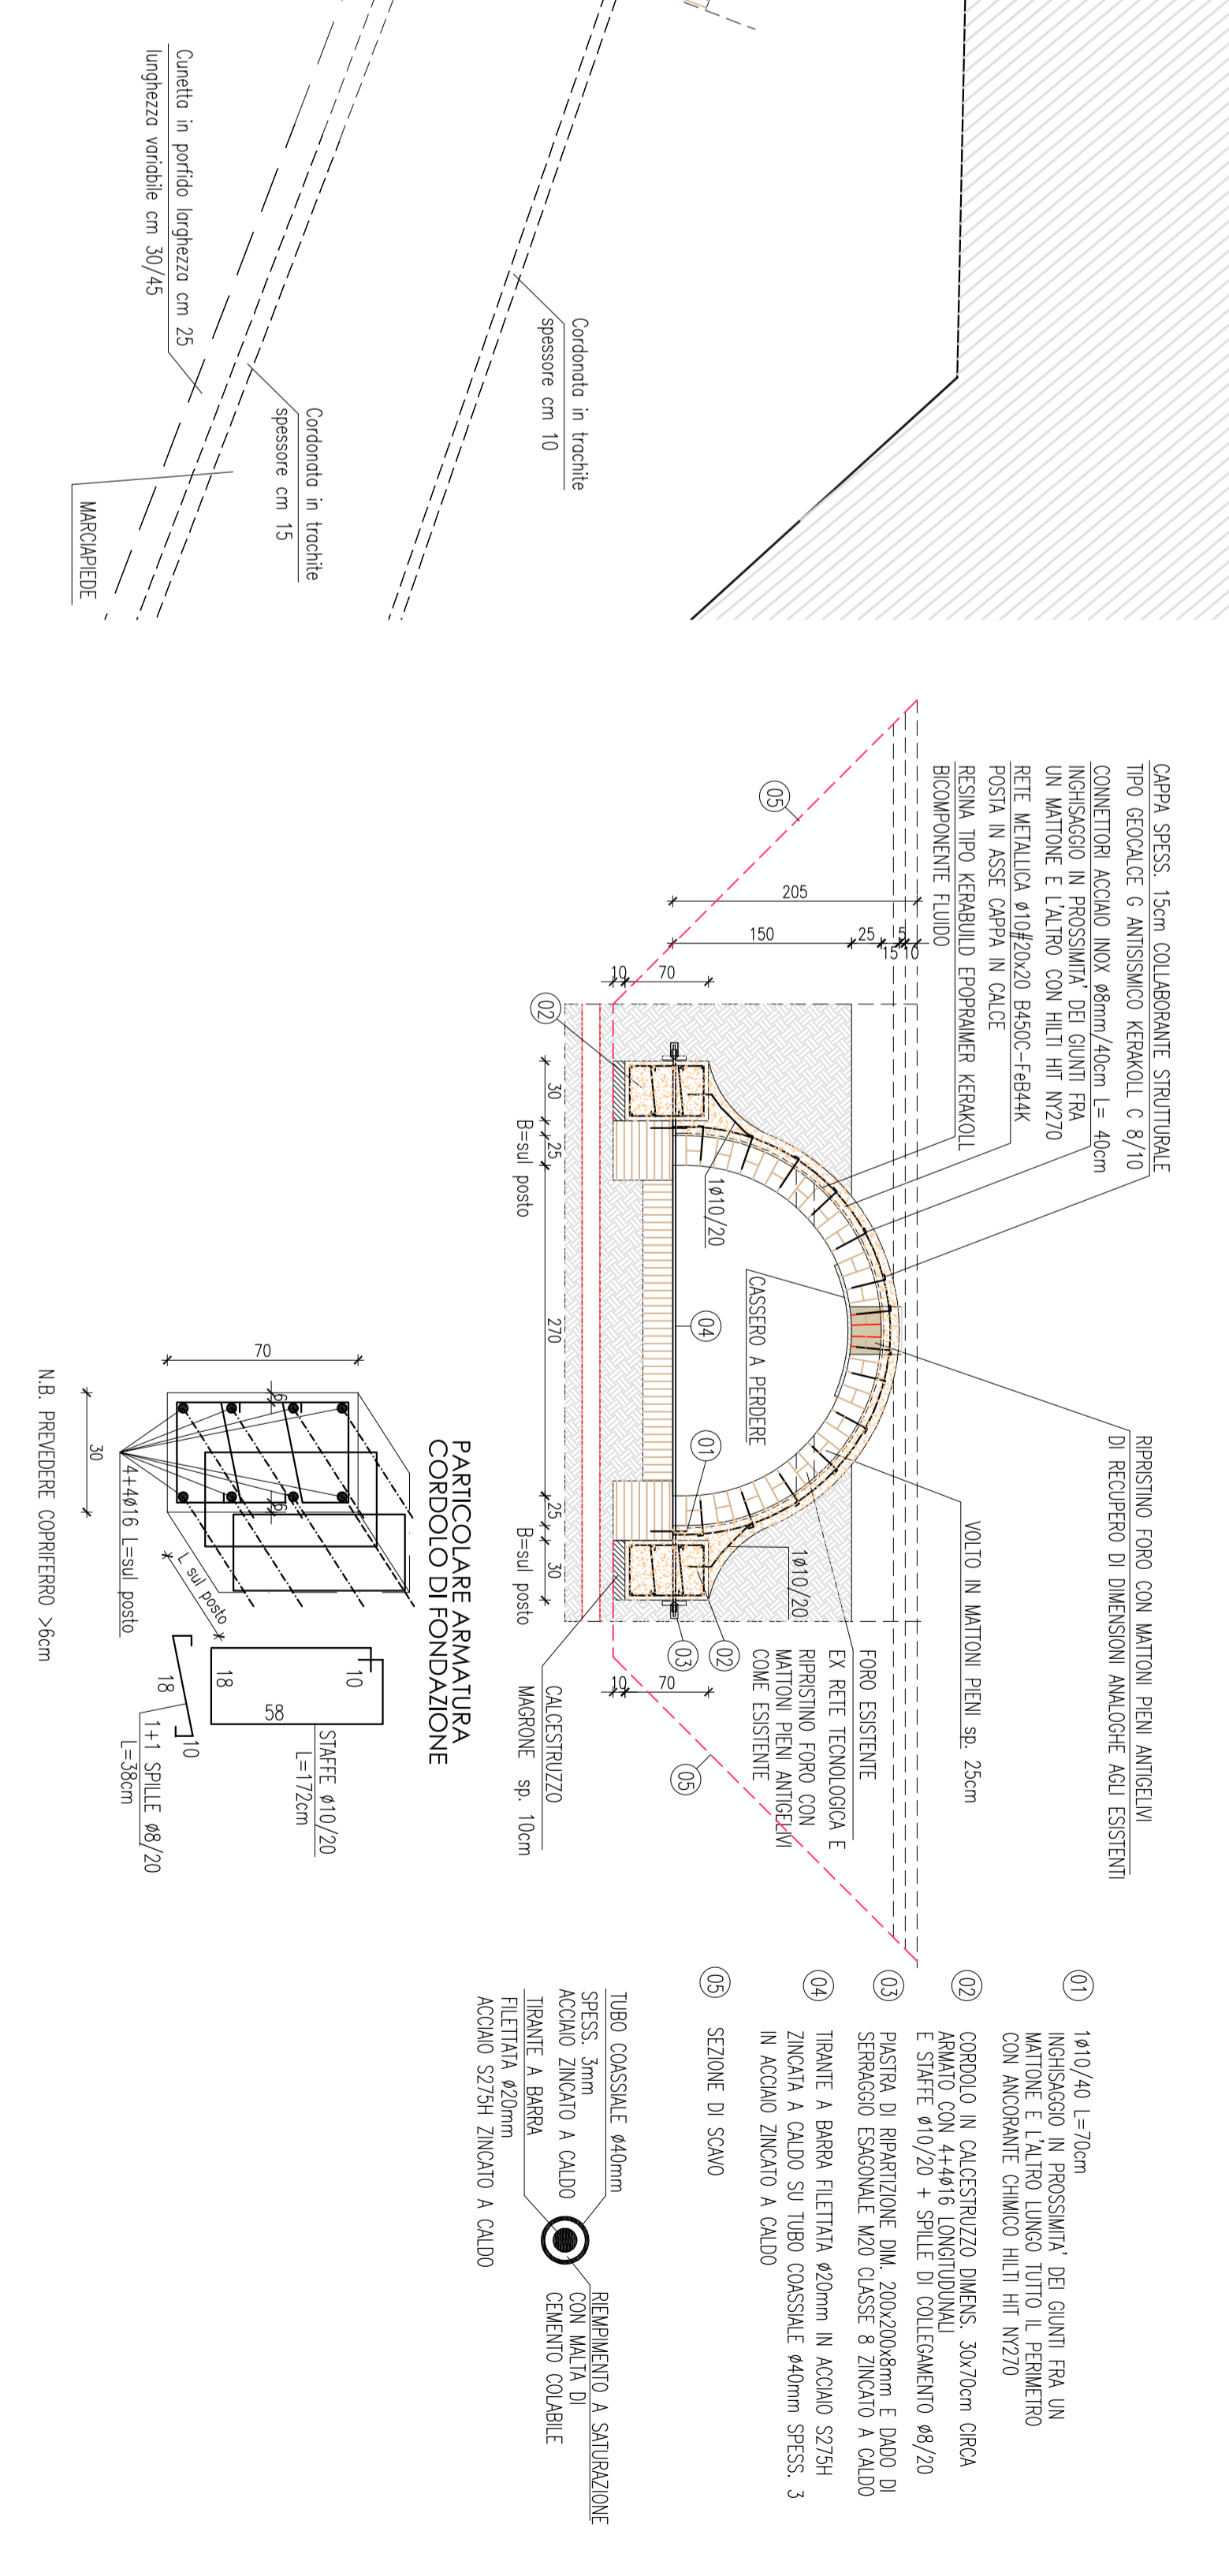 Cunetta in porfido larghezza cm 25
lunghezza variabile cm 30/45
Cordonata in trachite
spessore cm 15
Cordonata in trachite
spessore cm 10
MARCIAPIEDE
CAPPA SPESS. 15cm COLLABORANTE STRUTTURALE
TIPO GEOCALCE G ANTISISMICO KERAKOLL C 8/10
CONNETTORI ACCIAIO INOX ø8mm/40cm L= 40cm
INGHISAGGIO IN PROSSIMITA' DEI GIUNTI FRA
UN MATTONE E L'ALTRO CON HILTI HIT NY270
RETE METALLICA ø10#20x20 B450C-FeB44K
POSTA IN ASSE CAPPA IN CALCE
RESINA TIPO KERABUILD EPOPRAIMER KERAKOLL
BICOMPONENTE FLUIDO
RIPRISTINO FORO CON MATTONI PIENI ANTIGELIVI
DI RECUPERO DI DIMENSIONI ANALOGHE AGLI ESISTENTI
VOLTO IN MATTONI PIENI sp. 25cm
FORO ESISTENTE
EX RETE TECNOLOGICA E
RIPRISTINO FORO CON
MATTONI PIENI ANTIGELIVI
COME ESISTENTE
05
205
150
25
15
5
10
10
70
02
1ø10/20
CASSERO A PERDERE
04
01
1ø10/20
02
03
10
70
05
30
25
270
25
30
B=sul posto
B=sul posto
CALCESTRUZZO
MAGRONE sp. 10cm
PARTICOLARE ARMATURA
CORDOLO DI FONDAZIONE
70
6
6
30
4+4ø16 L=sul posto
L sul posto
10
18
58
STAFFE ø10/20
L=172cm
18
10
1+1 SPILLE ø8/20
L=38cm
N.B. PREVEDERE COPRIFERRO >6cm
01 1ø10/40 L=70cm
INGHISAGGIO IN PROSSIMITA' DEI GIUNTI FRA UN
MATTONE E L'ALTRO LUNGO TUTTO IL PERIMETRO
CON ANCORANTE CHIMICO HILTI HIT NY270
02 CORDOLO IN CALCESTRUZZO DIMENS. 30x70cm CIRCA
ARMATO CON 4+4ø16 LONGITUDUNALI
E STAFFE ø10/20 + SPILLE DI COLLEGAMENTO ø8/20
03 PIASTRA DI RIPARTIZIONE DIM. 200x200x8mm E DADO DI
SERRAGGIO ESAGONALE M20 CLASSE 8 ZINCATO A CALDO
04 TIRANTE A BARRA FILETTATA ø20mm IN ACCIAIO S275H
ZINCATA A CALDO SU TUBO COASSIALE ø40mm SPESS. 3
IN ACCIAIO ZINCATO A CALDO
05 SEZIONE DI SCAVO
TUBO COASSIALE ø40mm
SPESS. 3mm
ACCIAIO ZINCATO A CALDO
TIRANTE A BARRA
FILETTATA ø20mm
ACCIAIO S275H ZINCATO A CALDO
RIEMPIMENTO A SATURAZIONE
CON MALTA DI
CEMENTO COLABILE